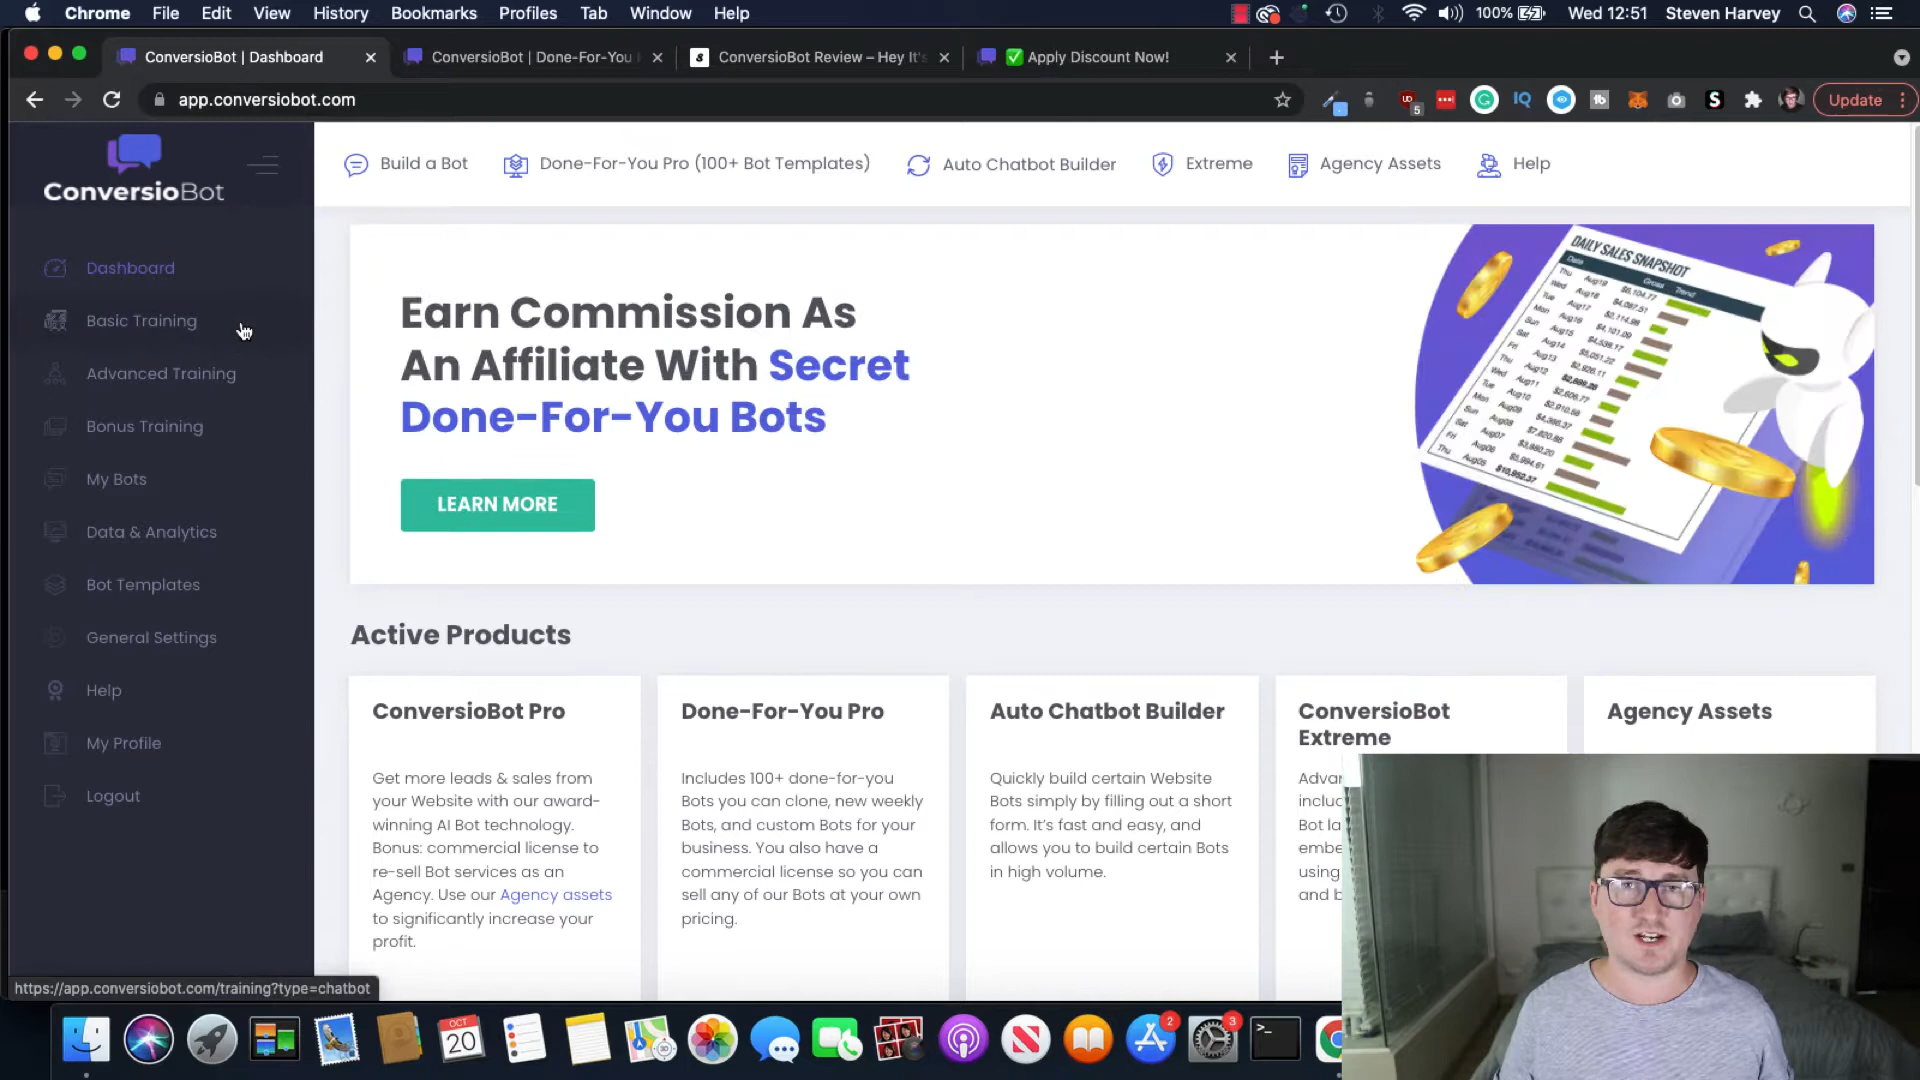 Chrome File Edit View History Bookmarks Profiles Tab Window Help
100% Wed 12:51 Steven Harvey
ConversioBot | Dashboard
ConversioBot | Done-For-You
ConversioBot Review – Hey It's
Apply Discount Now!
app.conversiobot.com
Update
ConversioBot
Build a Bot
Done-For-You Pro (100+ Bot Templates)
Auto Chatbot Builder
Extreme
Agency Assets
Help
Dashboard
Basic Training
Advanced Training
Bonus Training
My Bots
Data & Analytics
Bot Templates
General Settings
Help
My Profile
Logout
Earn Commission As
An Affiliate With Secret
Done-For-You Bots
LEARN MORE
DAILY SALES SNAPSHOT
Active Products
ConversioBot Pro
Get more leads & sales from
your Website with our award-
winning AI Bot technology.
Bonus: commercial license to
re-sell Bot services as an
Agency. Use our Agency assets
to significantly increase your
profit.
Done-For-You Pro
Includes 100+ done-for-you
Bots you can clone, new weekly
Bots, and custom Bots for your
business. You also have a
commercial license so you can
sell any of our Bots at your own
pricing.
Auto Chatbot Builder
Quickly build certain Website
Bots simply by filling out a short
form. It's fast and easy, and
allows you to build certain Bots
in high volume.
ConversioBot
Extreme
Advan
includ
Bot la
embe
using
and b
Agency Assets
https://app.conversiobot.com/training?type=chatbot
OCT
20
2
3